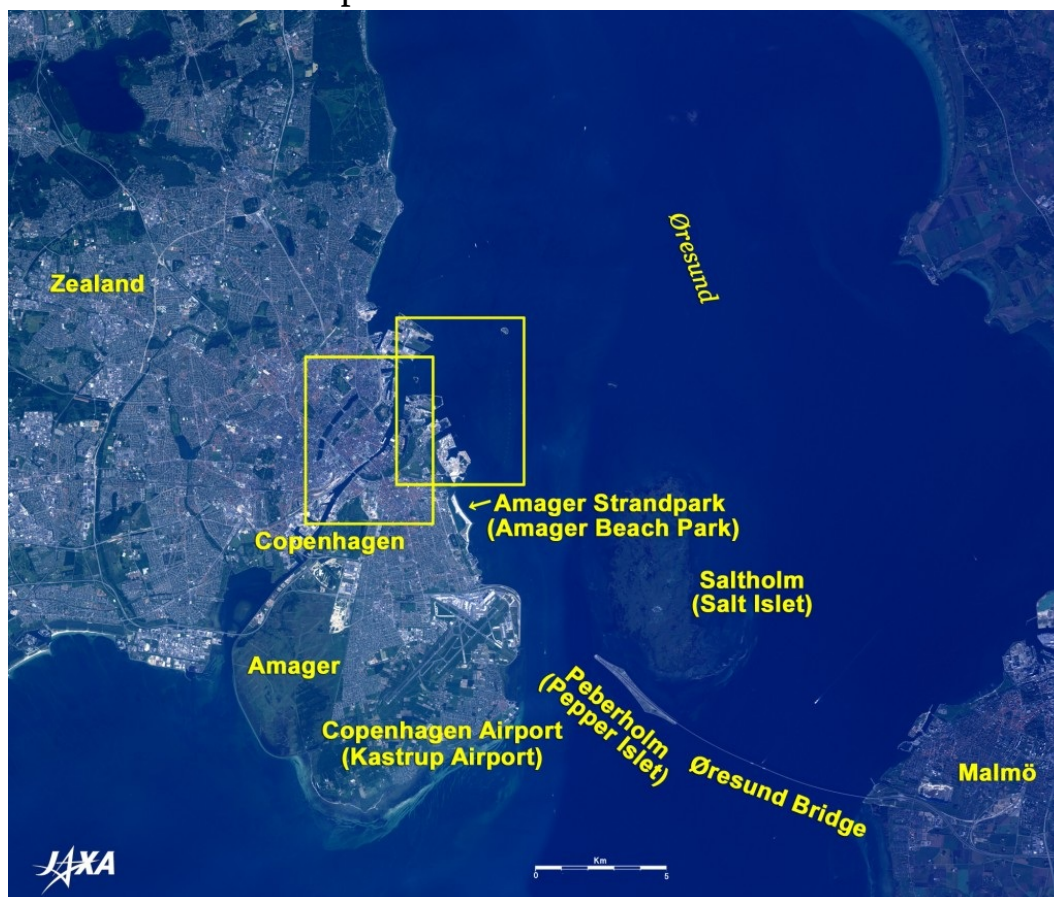 Øresund
Zealand
Amager Strandpark
(Amager Beach Park)
Copenhagen
Saltholm
(Salt Islet)
Amager
Peberholm
(Pepper Islet)
Copenhagen Airport
(Kastrup Airport)
Øresund Bridge
Malmö
JAXA
Km
0 5